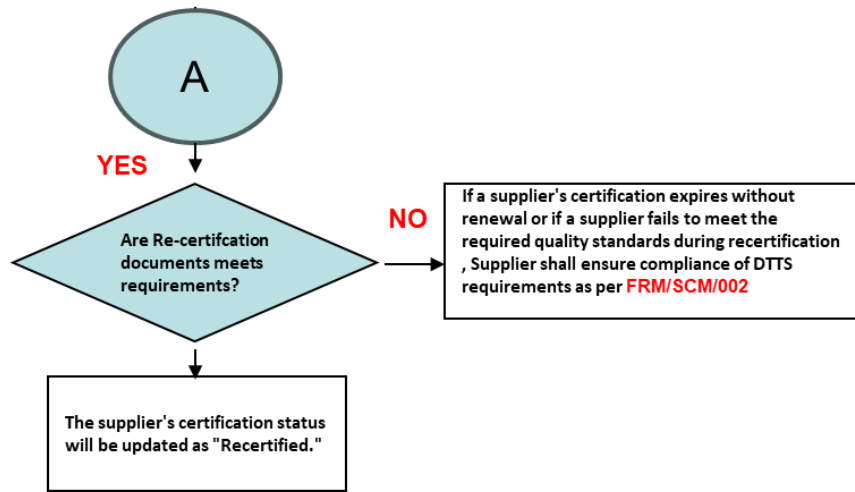 A
YES
Are Re-certifcation
documents meets
requirements?
NO
If a supplier's certification expires without
renewal or if a supplier fails to meet the
required quality standards during recertification
, Supplier shall ensure compliance of DTTS
requirements as per FRM/SCM/002
The supplier's certification status
will be updated as "Recertified."